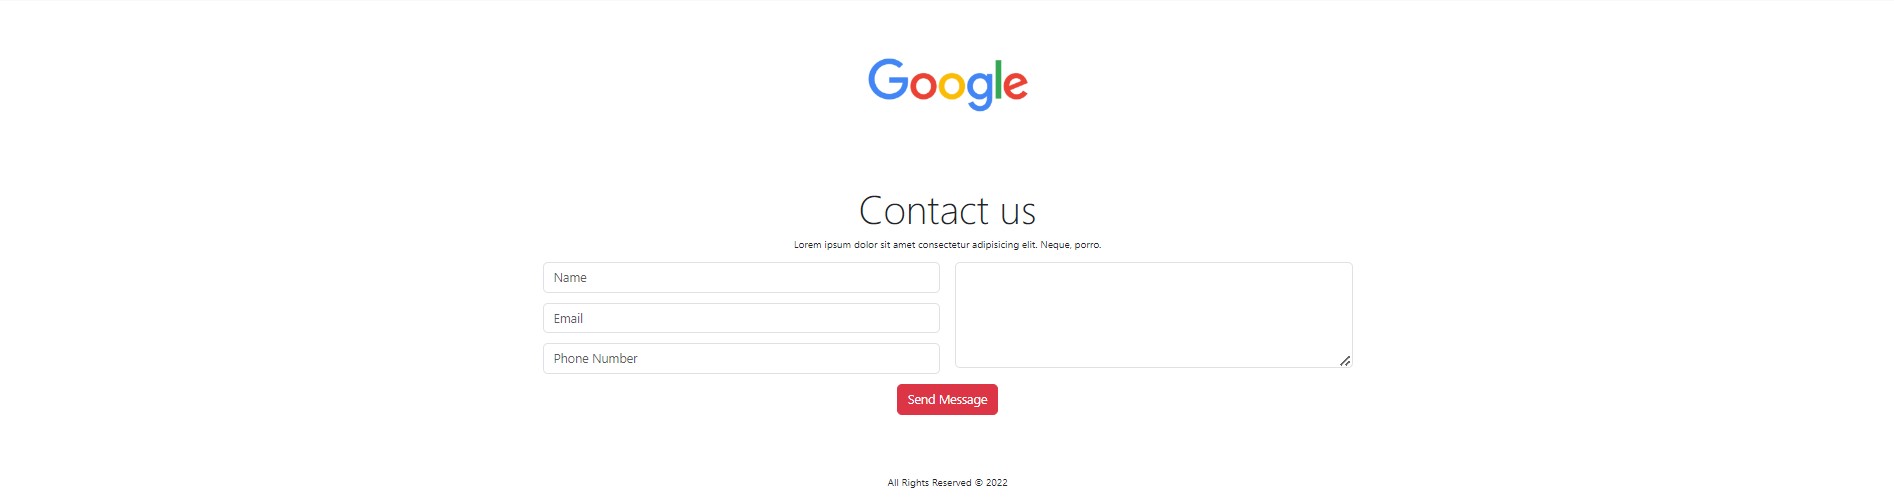 Google
Contact us
Lorem ipsum dolor sit amet consectetur adipisicing elit. Neque, porro.
Name
Email
Phone Number
Send Message
All Rights Reserved © 2022